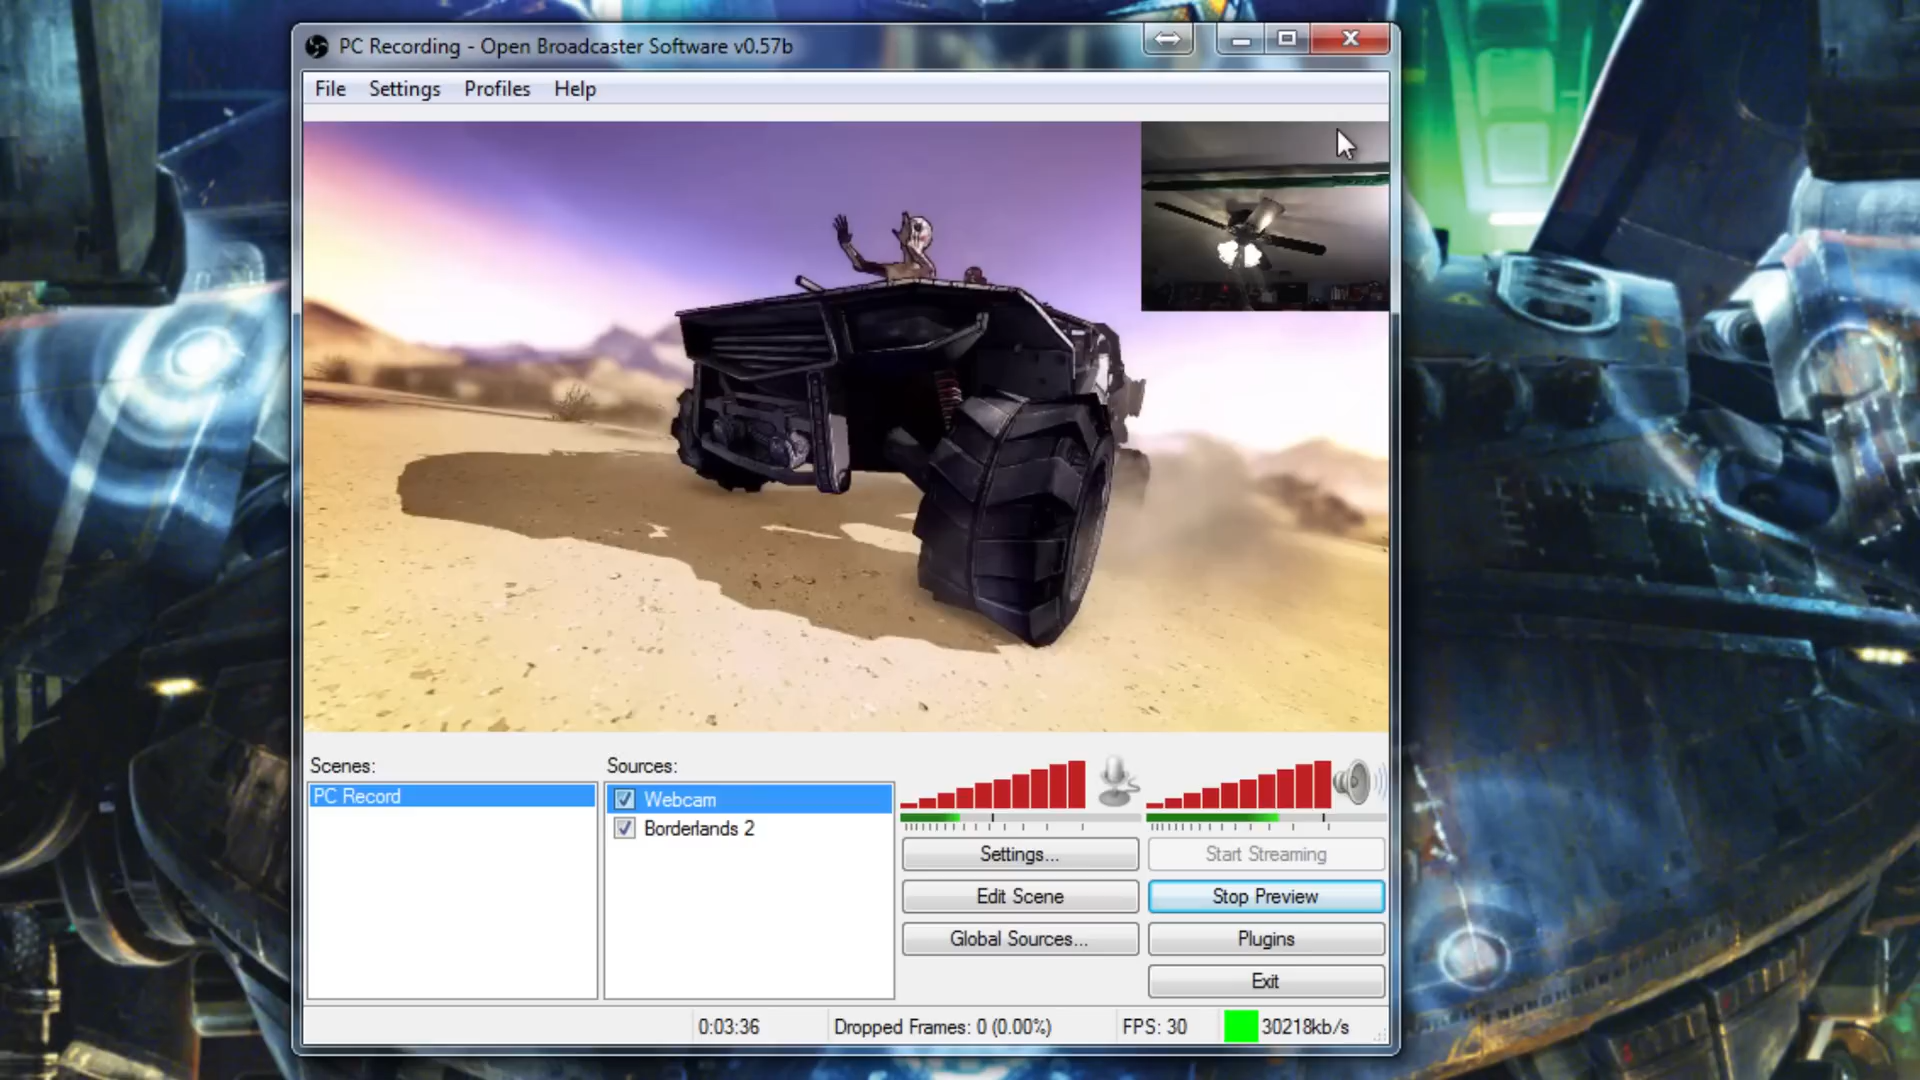 PC Recording - Open Broadcaster Software v0.57b
File Settings Profiles Help
Scenes:
PC Record
Sources:
Webcam
Borderlands 2
Settings...
Start Streaming
Edit Scene
Stop Preview
Global Sources...
Plugins
Exit
0:03:36
Dropped Frames: 0 (0.00%)
FPS: 30
30218kb/s